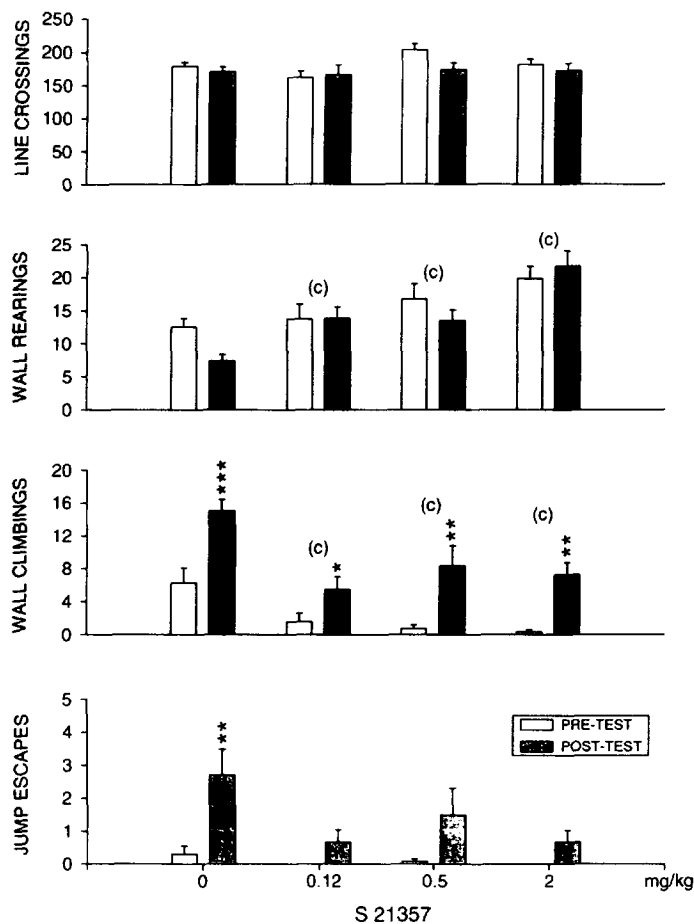 LINE CROSSINGS
250
200
150
100
50
0
WALL REARINGS
25
20
15
10
5
0
(c)
(c)
(c)
WALL CLIMBINGS
20
16
12
8
4
0
***
(c)
*
(c)
**
(c)
**
JUMP ESCAPES
5
4
3
2
1
0
**
PRE-TEST
POST-TEST
0 0.12 0.5 2 mg/kg
S 21357